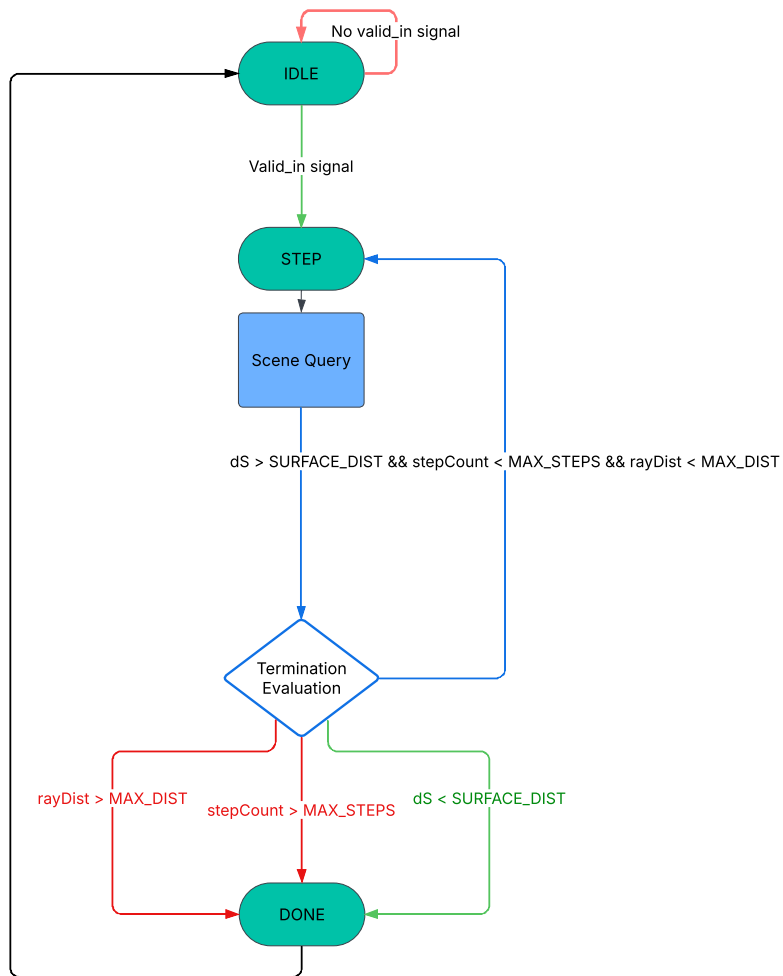 No valid_in signal
IDLE
Valid_in signal
STEP
Scene Query
dS > SURFACE_DIST && stepCount < MAX_STEPS && rayDist < MAX_DIST
Termination
Evaluation
rayDist > MAX_DIST
stepCount > MAX_STEPS
dS < SURFACE_DIST
DONE